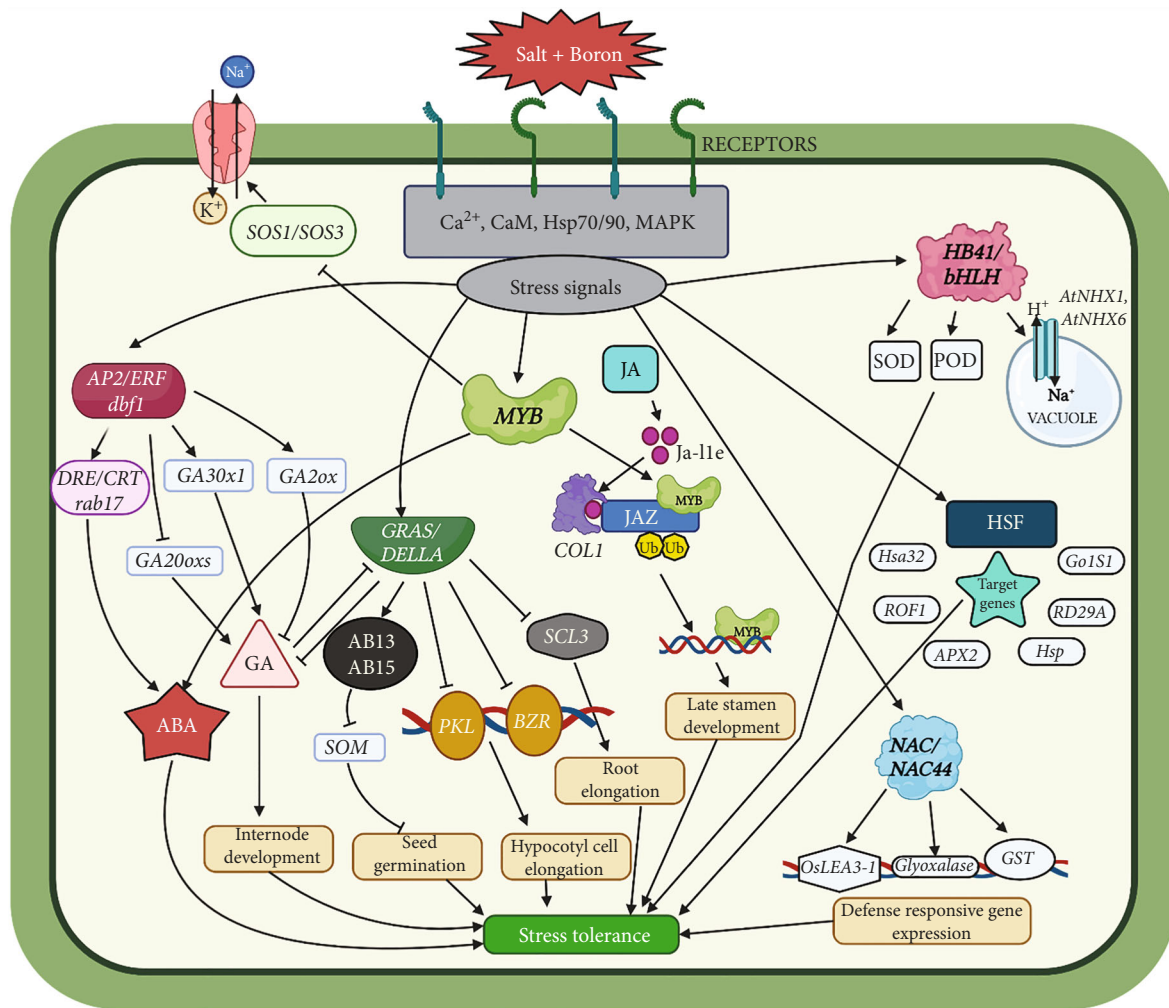 Salt + Boron
Na⁺
K⁺
RECEPTORS
SOS1/SOS3
Ca²⁺, CaM, Hsp70/90, MAPK
Stress signals
HB41/
bHLH
H⁺
AtNHX1,
AtNHX6
SOD
POD
Na⁺
VACUOLE
AP2/ERF
dbf1
MYB
JA
Ja-l1e
DRE/CRT
rab17
GA30x1
GA2ox
GA20oxs
GRAS/
DELLA
COL1
JAZ
MYB
Ub
Ub
HSF
Target
genes
Hsa32
Go1S1
ROF1
RD29A
APX2
Hsp
GA
ABA
AB13
AB15
SOM
SCL3
PKL
BZR
MYB
Late stamen
development
Root
elongation
NAC/
NAC44
Internode
development
Seed
germination
Hypocotyl cell
elongation
OsLEA3-1
Glyoxalase
GST
Defense responsive gene
expression
Stress tolerance